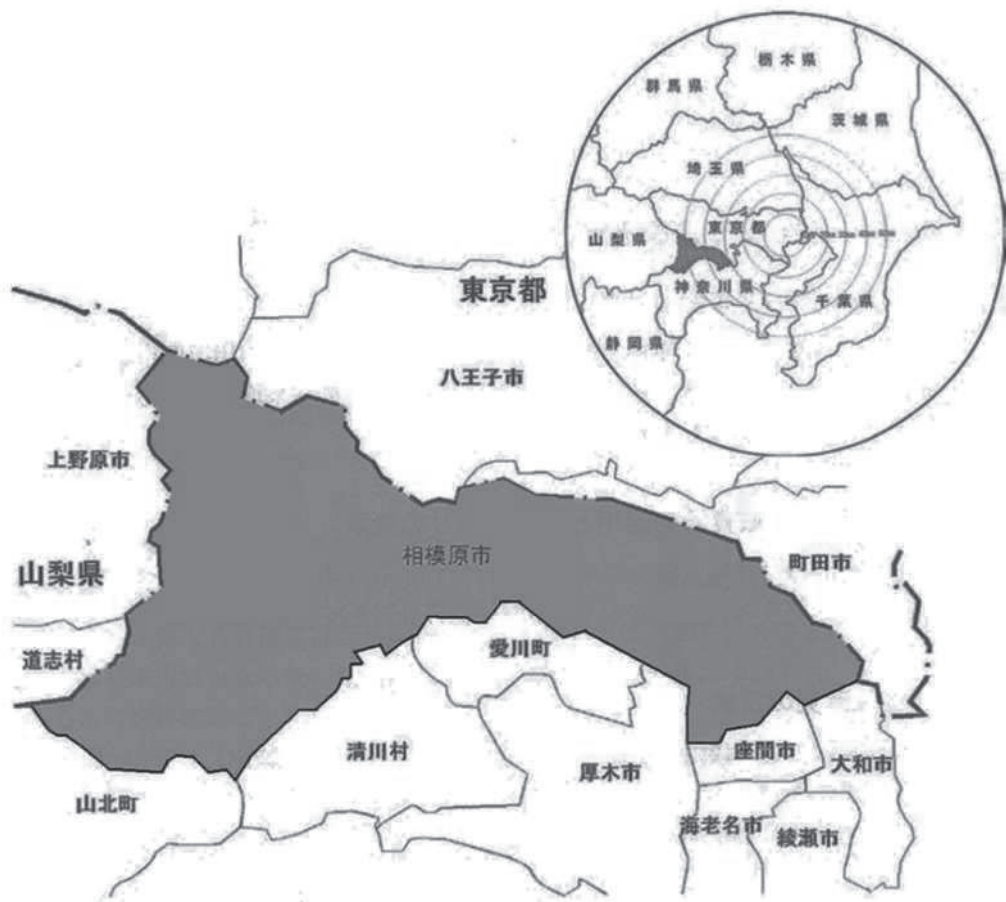 栃木県
群馬県
茨城県
埼玉県
東京都
山梨県
神奈川県
千葉県
静岡県
東京都
八王子市
上野原市
相模原市
町田市
山梨県
道志村
愛川町
清川村
座間市
大和市
厚木市
山北町
海老名市
綾瀬市